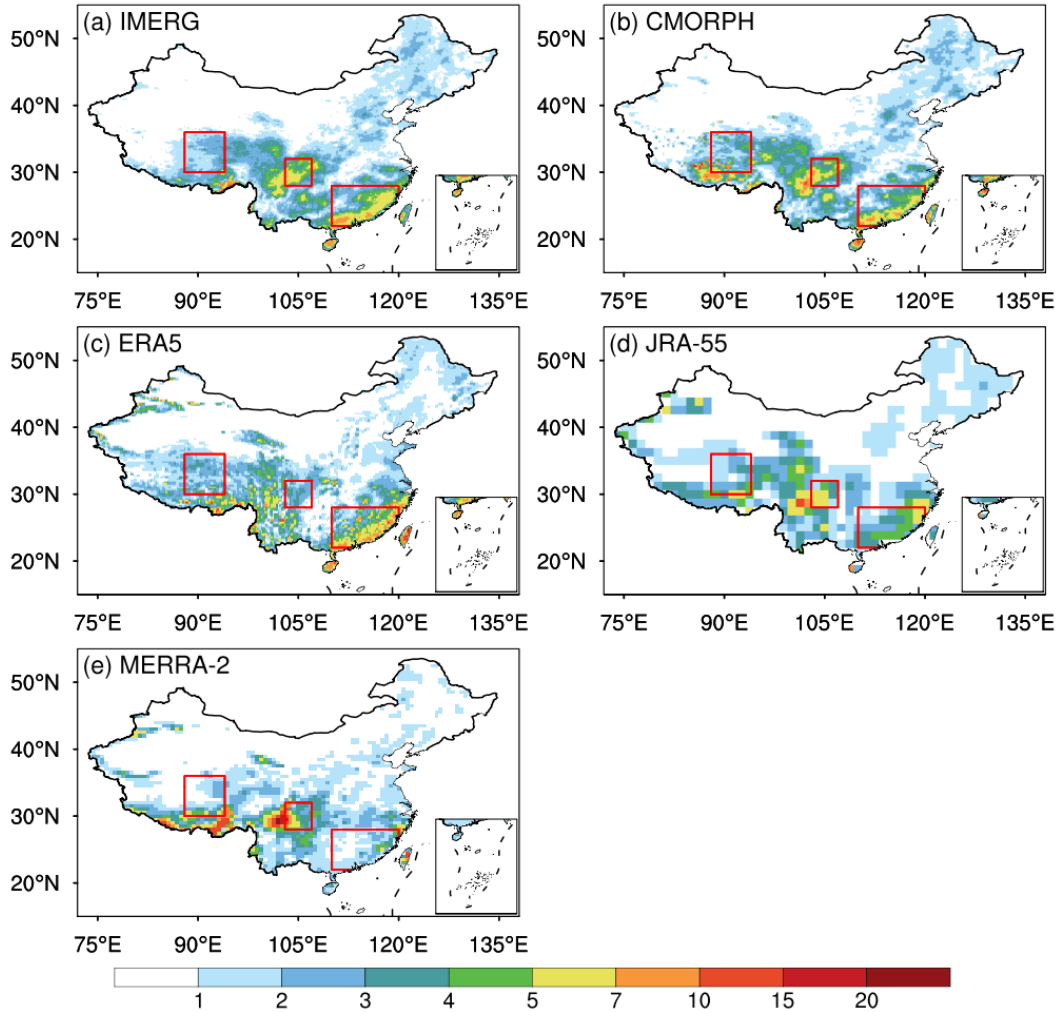 (a) IMERG
50°N
40°N
30°N
20°N
75°E 90°E 105°E 120°E 135°E
(b) CMORPH
50°N
40°N
30°N
20°N
75°E 90°E 105°E 120°E 135°E
(c) ERA5
50°N
40°N
30°N
20°N
75°E 90°E 105°E 120°E 135°E
(d) JRA-55
50°N
40°N
30°N
20°N
75°E 90°E 105°E 120°E 135°E
(e) MERRA-2
50°N
40°N
30°N
20°N
75°E 90°E 105°E 120°E 135°E
1 2 3 4 5 7 10 15 20